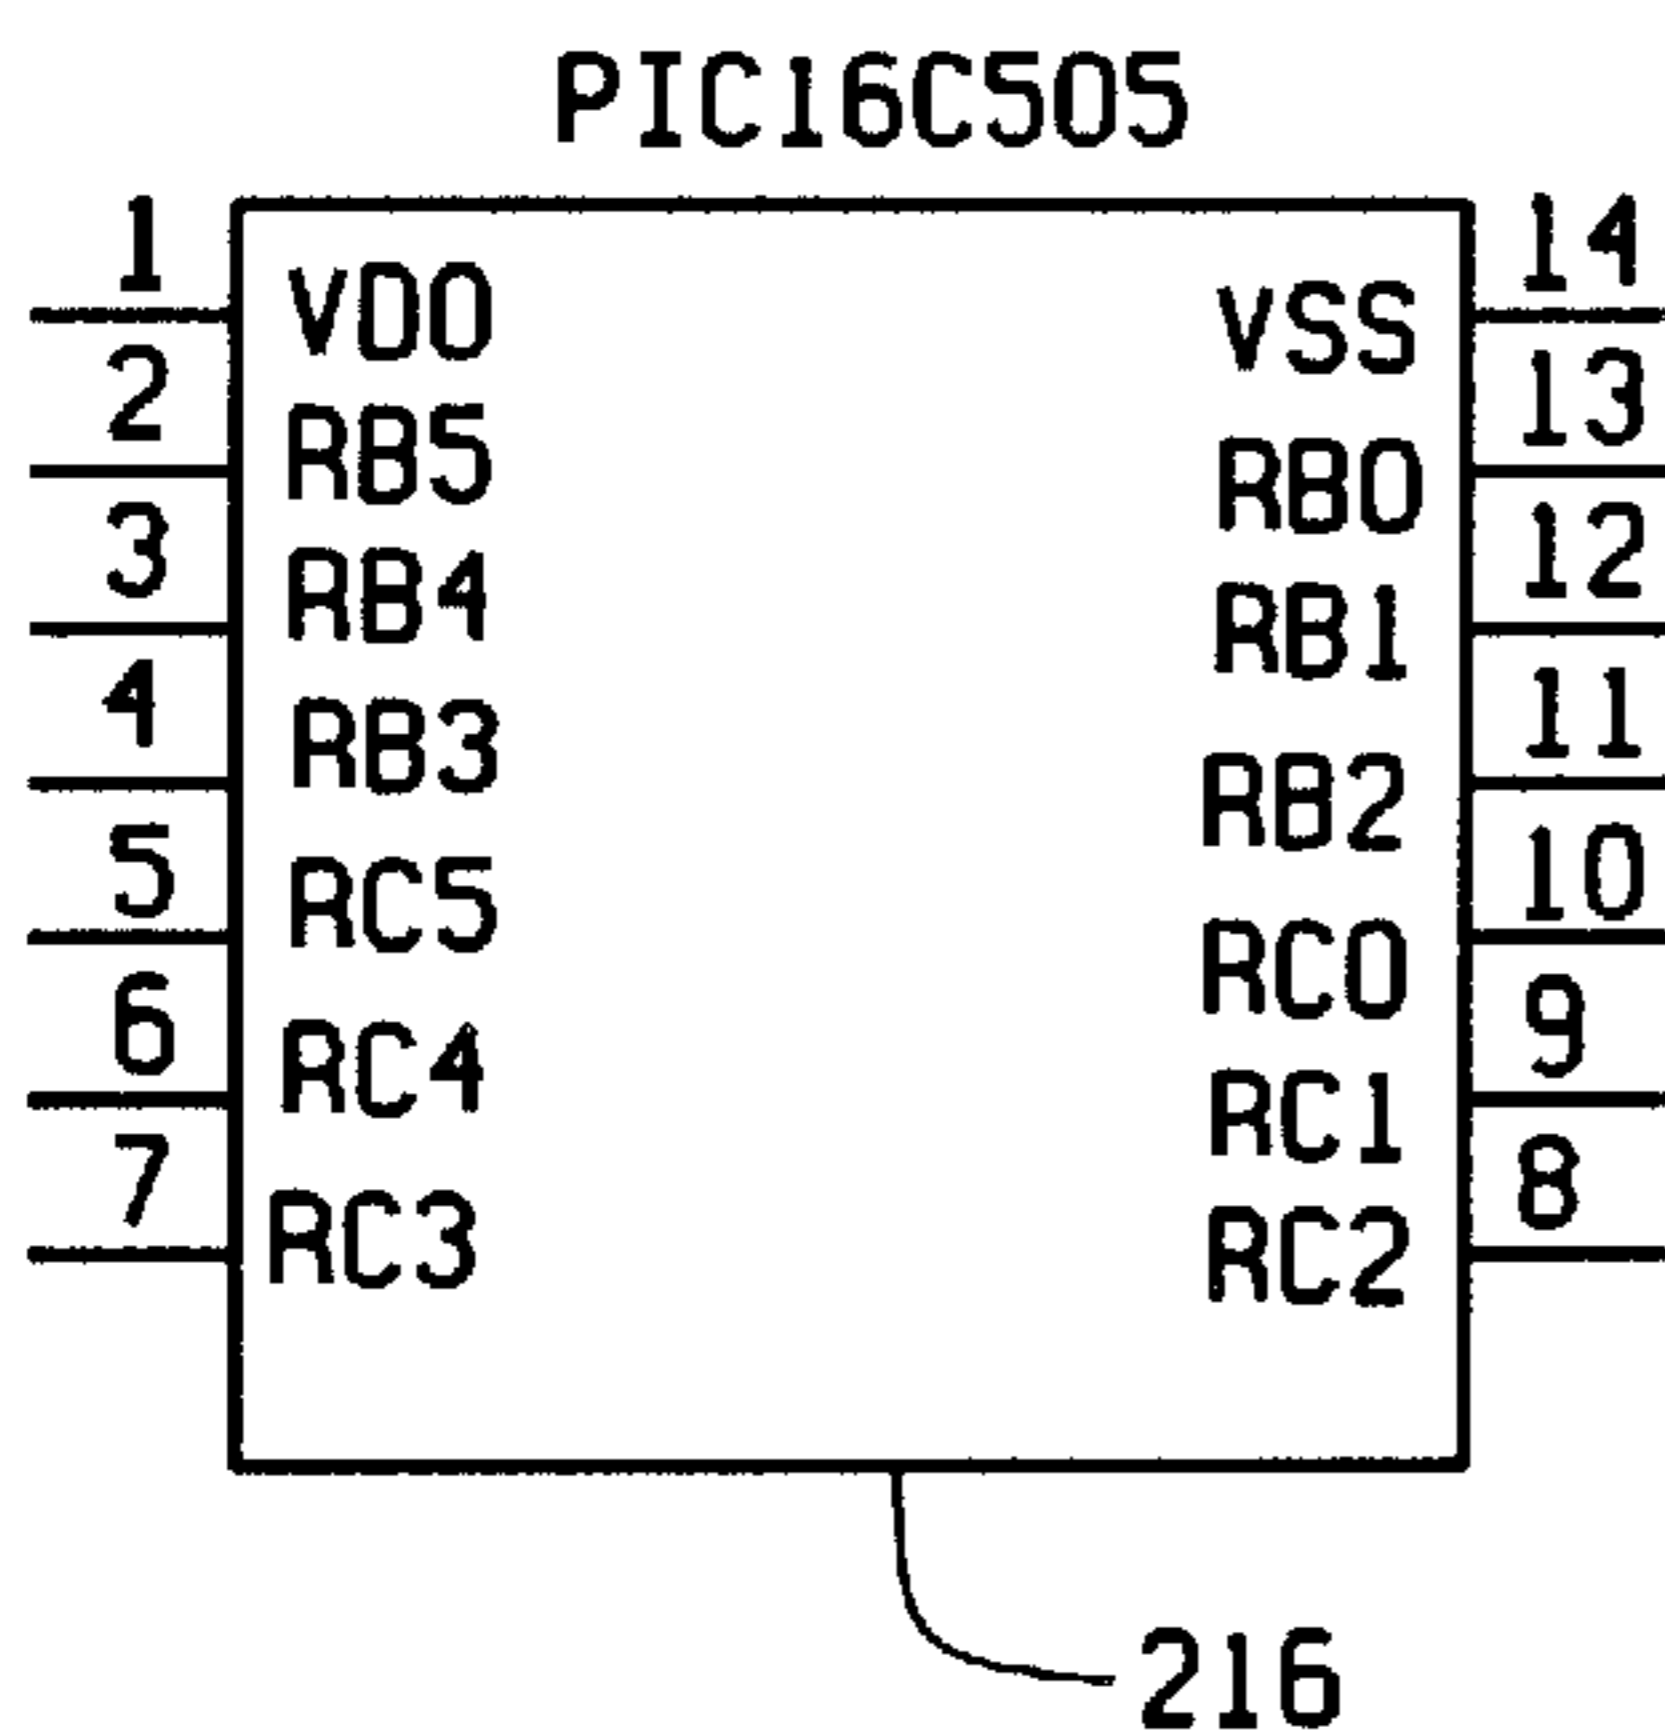 PIC16C505
1 VDD VSS 14
2 RB5 RB0 13
3 RB4 RB1 12
4 RB3 RB2 11
5 RC5 RC0 10
6 RC4 RC1 9
7 RC3 RC2 8
216